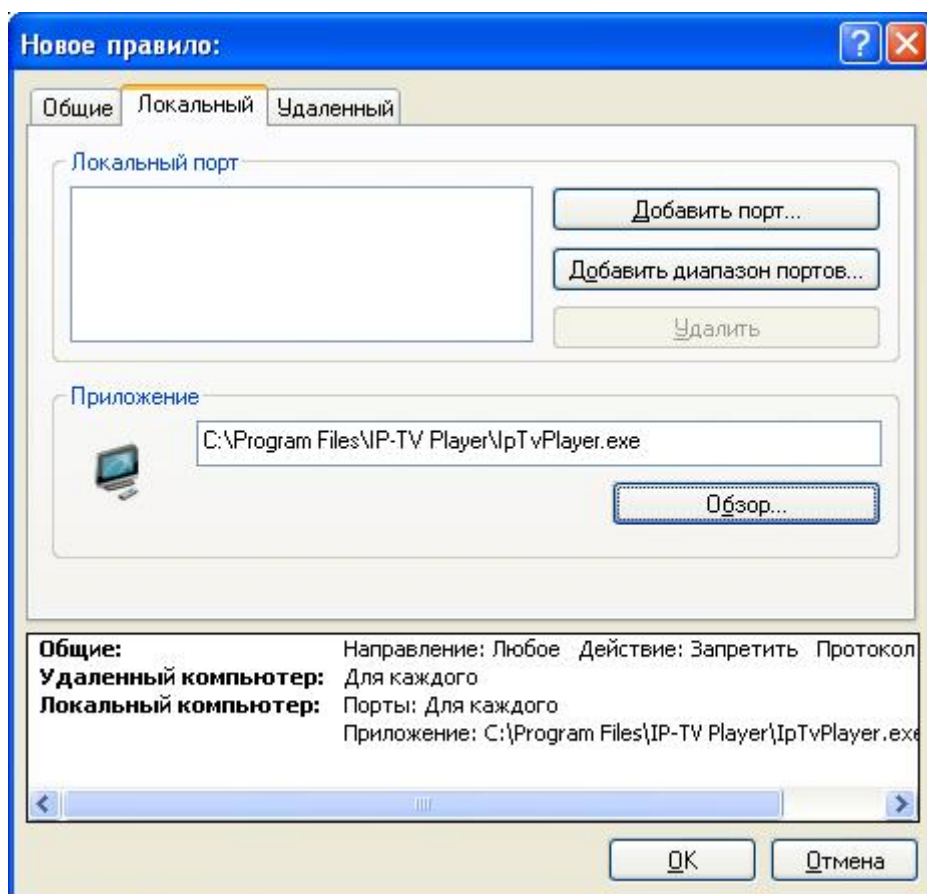 Новое правило:
Общие Локальный Удаленный
Локальный порт
Добавить порт...
Добавить диапазон портов...
Удалить
Приложение
C:\Program Files\IP-TV Player\IpTvPlayer.exe
Обзор...
Общие: Направление: Любое Действие: Запретить Протокол
Удаленный компьютер: Для каждого
Локальный компьютер: Порты: Для каждого
Приложение: C:\Program Files\IP-TV Player\IpTvPlayer.exe
OK Отмена